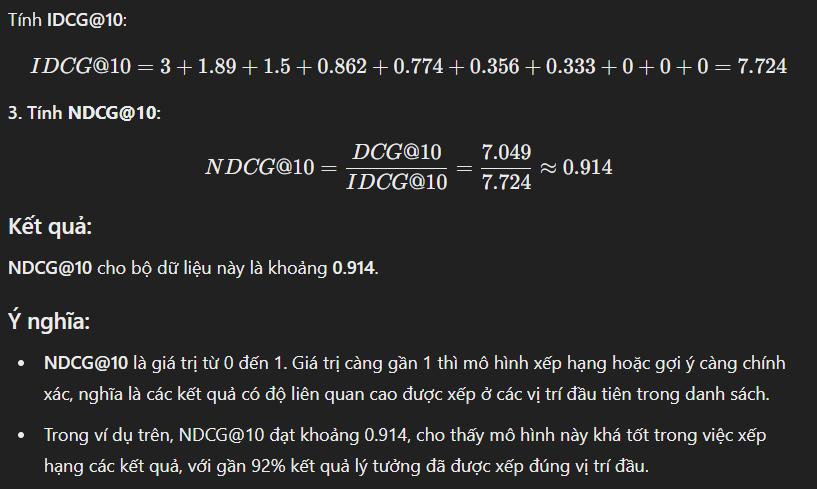 Tính IDCG@10:
IDCG@10 = 3 + 1.89 + 1.5 + 0.862 + 0.774 + 0.356 + 0.333 + 0 + 0 + 0 = 7.724
3. Tính NDCG@10:
NDCG@10 = DCG@10 / IDCG@10 = 7.049 / 7.724 ≈ 0.914
Kết quả:
NDCG@10 cho bộ dữ liệu này là khoảng 0.914.
Ý nghĩa:
• NDCG@10 là giá trị từ 0 đến 1. Giá trị càng gần 1 thì mô hình xếp hạng hoặc gợi ý càng chính
xác, nghĩa là các kết quả có độ liên quan cao được xếp ở các vị trí đầu tiên trong danh sách.
• Trong ví dụ trên, NDCG@10 đạt khoảng 0.914, cho thấy mô hình này khá tốt trong việc xếp
hạng các kết quả, với gần 92% kết quả lý tưởng đã được xếp đúng vị trí đầu.